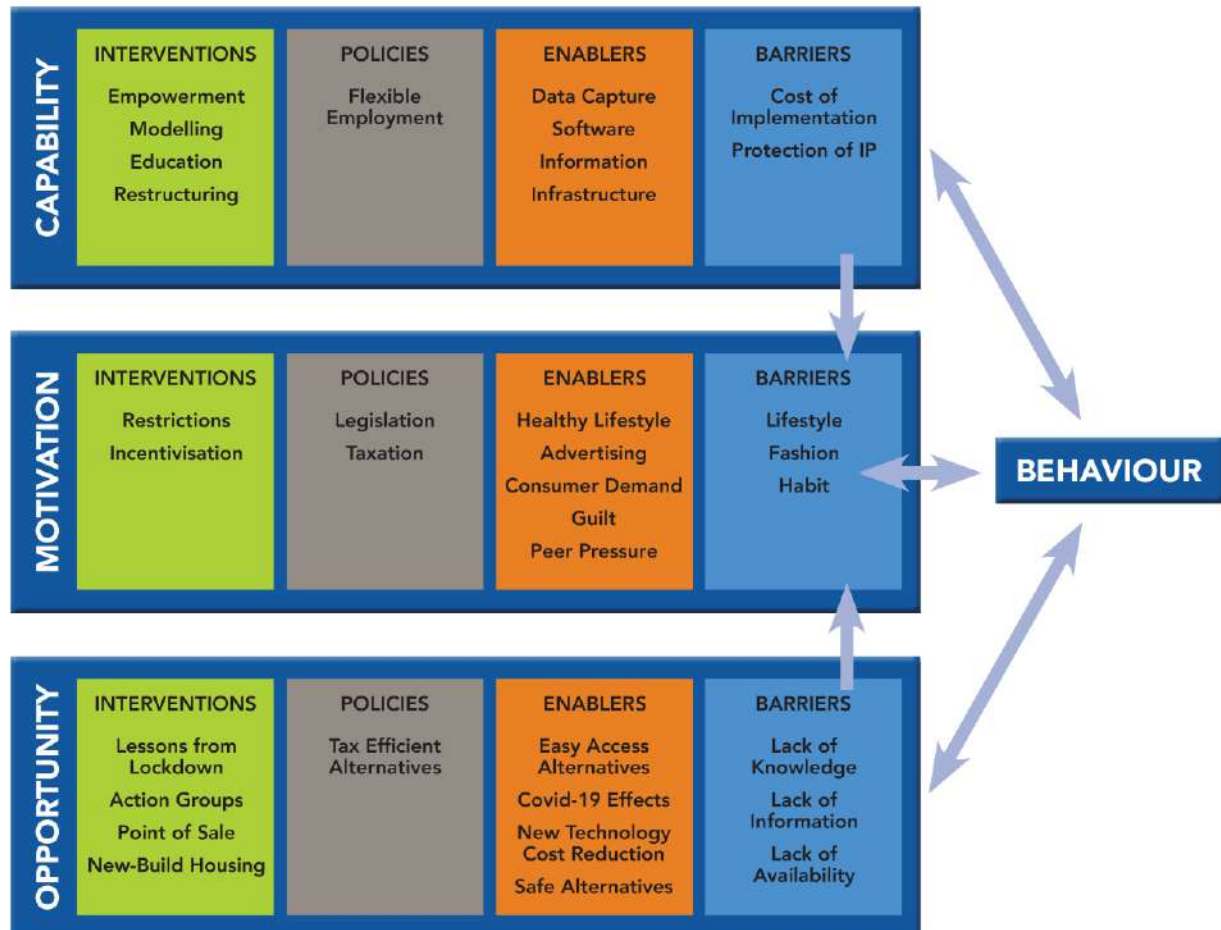 CAPABILITY
INTERVENTIONS
Empowerment
Modelling
Education
Restructuring
POLICIES
Flexible
Employment
ENABLERS
Data Capture
Software
Information
Infrastructure
BARRIERS
Cost of
Implementation
Protection of IP
MOTIVATION
INTERVENTIONS
Restrictions
Incentivisation
POLICIES
Legislation
Taxation
ENABLERS
Healthy Lifestyle
Advertising
Consumer Demand
Guilt
Peer Pressure
BARRIERS
Lifestyle
Fashion
Habit
BEHAVIOUR
OPPORTUNITY
INTERVENTIONS
Lessons from
Lockdown
Action Groups
Point of Sale
New-Build Housing
POLICIES
Tax Efficient
Alternatives
ENABLERS
Easy Access
Alternatives
Covid-19 Effects
New Technology
Cost Reduction
Safe Alternatives
BARRIERS
Lack of
Knowledge
Lack of
Information
Lack of
Availability